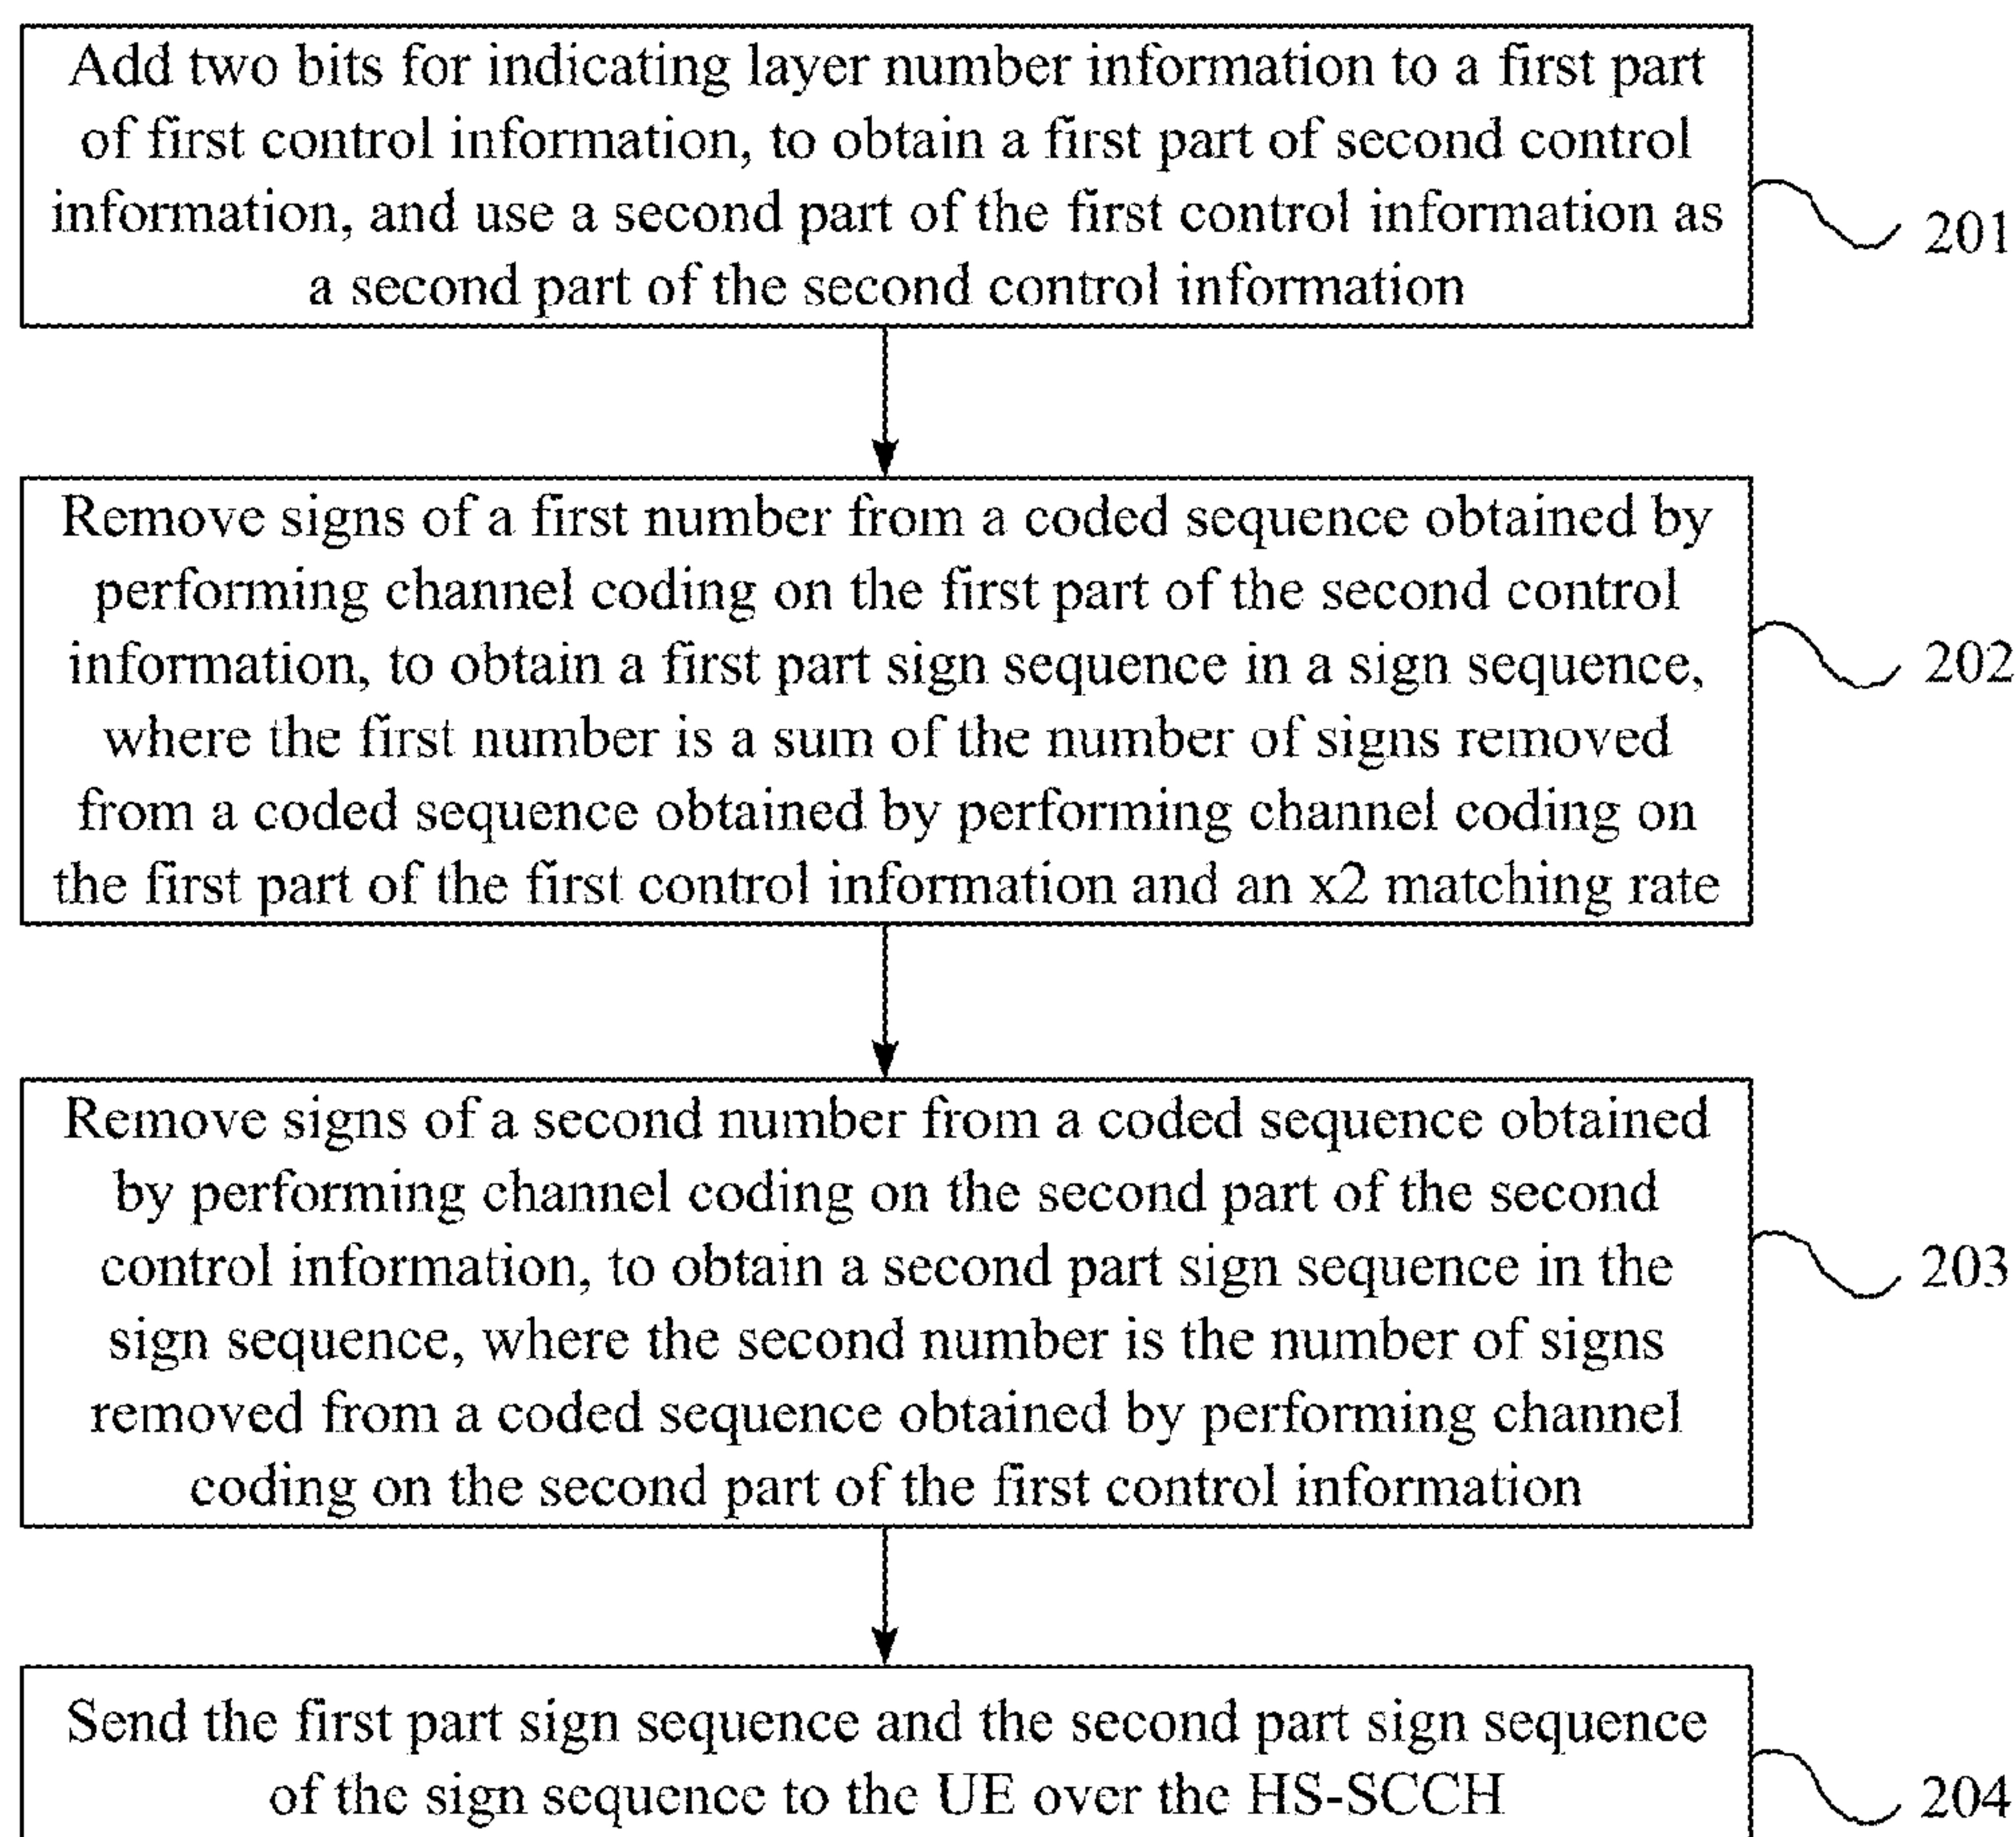 Add two bits for indicating layer number information to a first part
of first control information, to obtain a first part of second control
information, and use a second part of the first control information as
a second part of the second control information
201
Remove signs of a first number from a coded sequence obtained by
performing channel coding on the first part of the second control
information, to obtain a first part sign sequence in a sign sequence,
where the first number is a sum of the number of signs removed
from a coded sequence obtained by performing channel coding on
the first part of the first control information and an x2 matching rate
202
Remove signs of a second number from a coded sequence obtained
by performing channel coding on the second part of the second
control information, to obtain a second part sign sequence in the
sign sequence, where the second number is the number of signs
removed from a coded sequence obtained by performing channel
coding on the second part of the first control information
203
Send the first part sign sequence and the second part sign sequence
of the sign sequence to the UE over the HS-SCCH
204